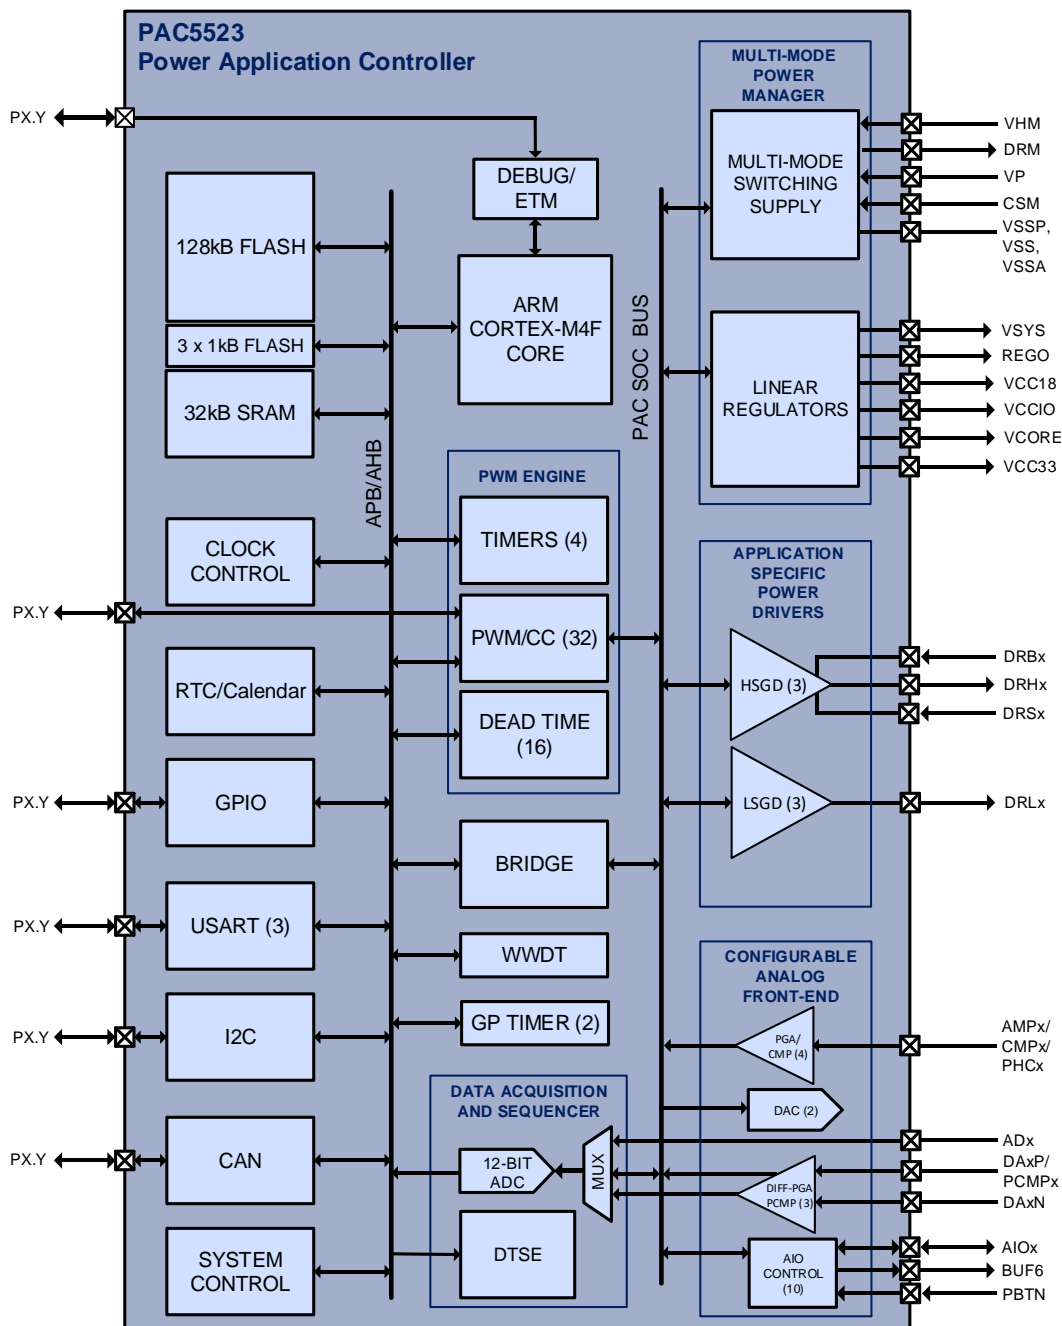 PAC5523
Power Application Controller
PX.Y
DEBUG/
ETM
128kB FLASH
3 x 1kB FLASH
32kB SRAM
ARM
CORTEX-M4F
CORE
APB/AHB
PAC SOC BUS
CLOCK
CONTROL
PX.Y
RTC/Calendar
PX.Y
GPIO
PX.Y
USART (3)
PX.Y
I2C
PX.Y
CAN
SYSTEM
CONTROL
PWM ENGINE
TIMERS (4)
PWM/CC (32)
DEAD TIME
(16)
BRIDGE
WWDT
GP TIMER (2)
DATA ACQUISITION
AND SEQUENCER
12-BIT
ADC
MUX
DTSE
MULTI-MODE
POWER
MANAGER
MULTI-MODE
SWITCHING
SUPPLY
VHM
DRM
VP
CSM
VSSP,
VSS,
VSSA
LINEAR
REGULATORS
VSYS
REGO
VCC18
VCCIO
VCORE
VCC33
APPLICATION
SPECIFIC
POWER
DRIVERS
HSGD (3)
DRBx
DRHx
DRSx
LSGD (3)
DRLx
CONFIGURABLE
ANALOG
FRONT-END
PGA/
CMP (4)
AMPx/
CMPx/
PHCx
DAC (2)
ADx
DIFF-PGA
PCMP (3)
DAxP/
PCMPx
DAxN
AIO
CONTROL
(10)
AIOx
BUF6
PBTN